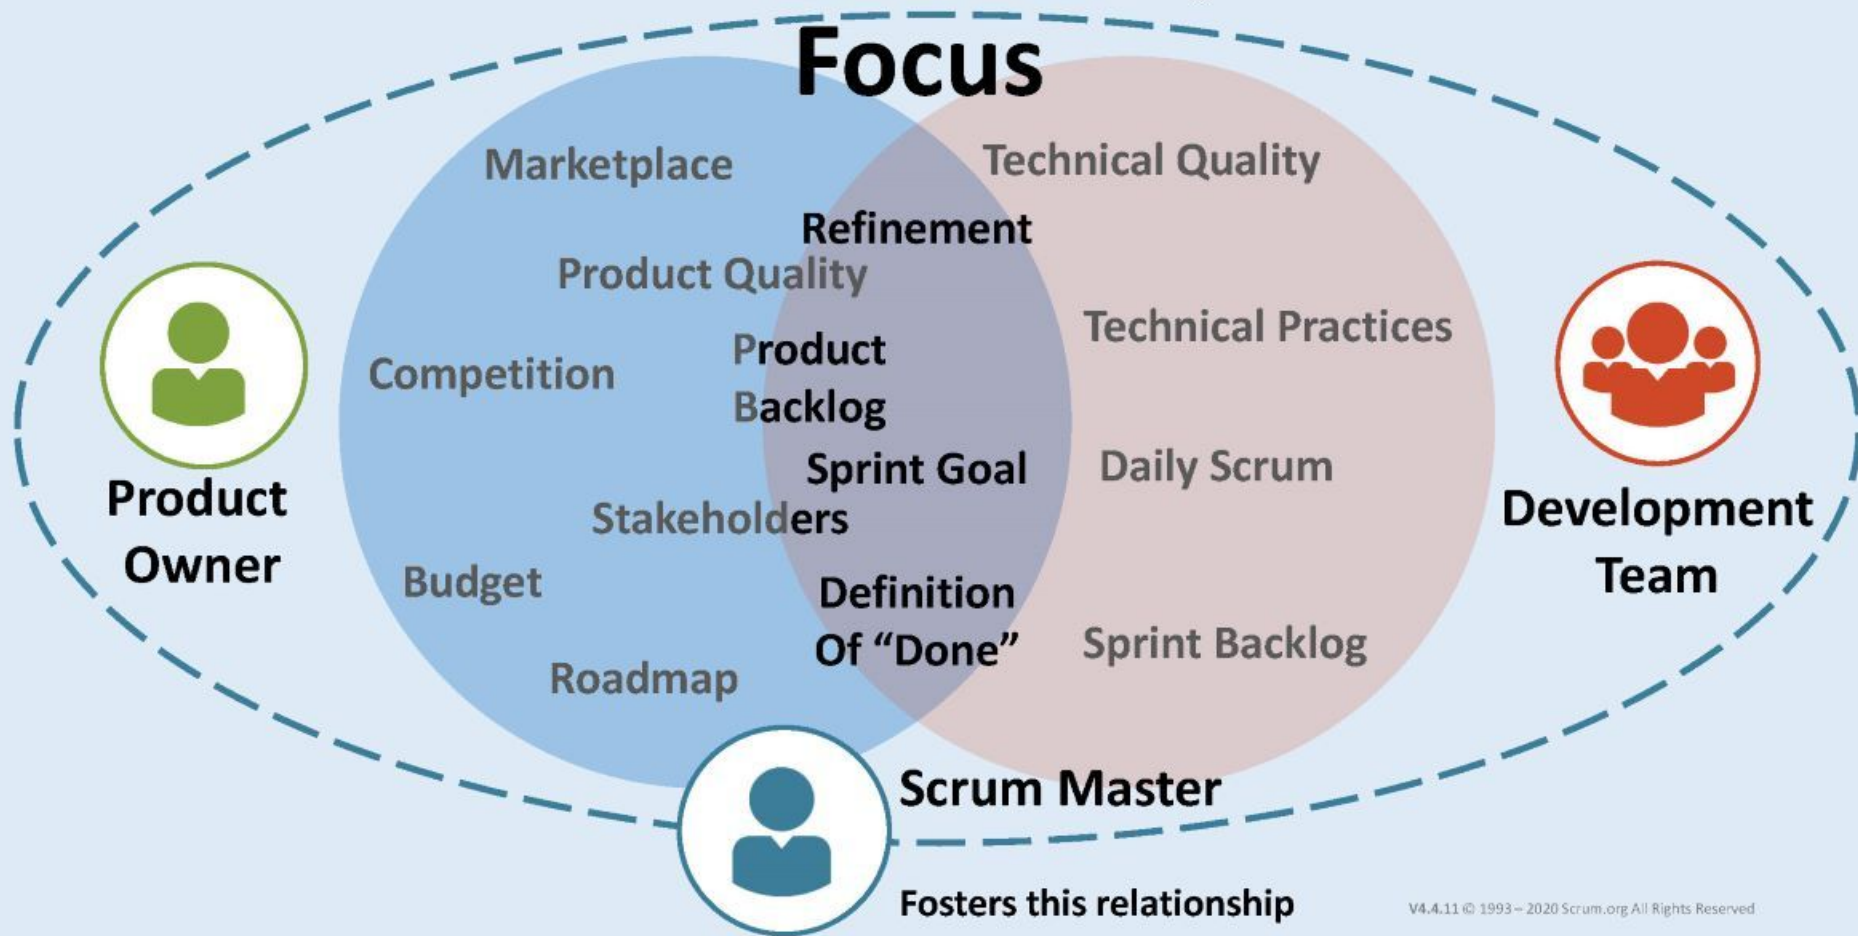 Focus
Marketplace
Technical Quality
Refinement
Product Quality
Technical Practices
Product
Backlog
Competition
Sprint Goal
Daily Scrum
Product
Owner
Stakeholders
Development
Team
Budget
Definition
Of “Done”
Sprint Backlog
Roadmap
Scrum Master
Fosters this relationship
V4.4.11 © 1993 – 2020 Scrum.org All Rights Reserved